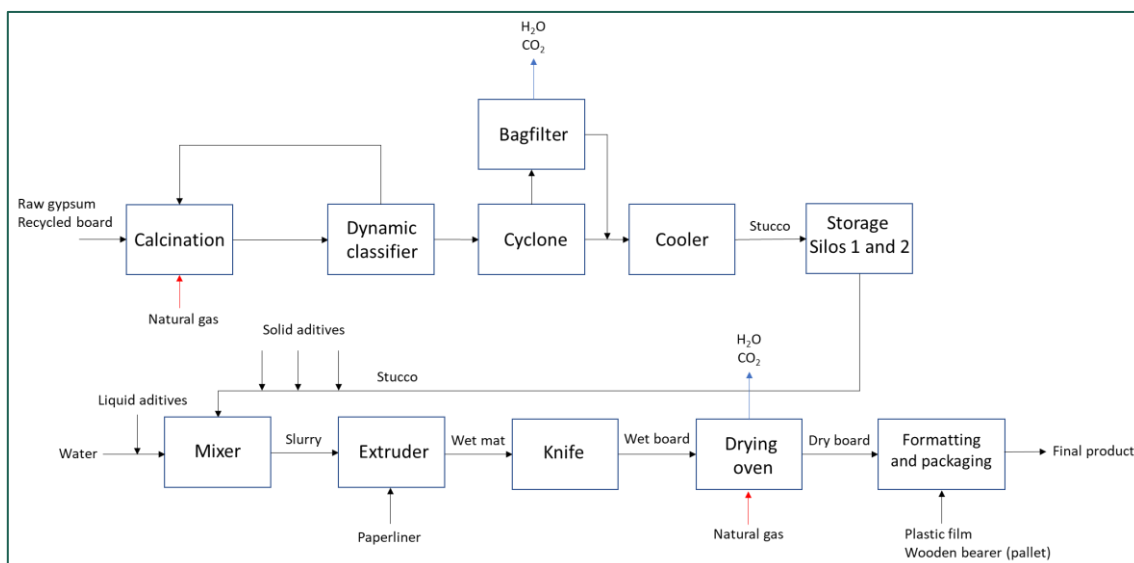 H₂O
CO₂
Bagfilter
Raw gypsum
Recycled board
Calcination
Dynamic
classifier
Cyclone
Cooler
Stucco
Storage
Silos 1 and 2
Natural gas
Solid aditives
H₂O
CO₂
Stucco
Liquid aditives
Water
Mixer
Slurry
Extruder
Wet mat
Knife
Wet board
Drying
oven
Dry board
Formatting
and packaging
Final product
Paperliner
Natural gas
Plastic film
Wooden bearer (pallet)